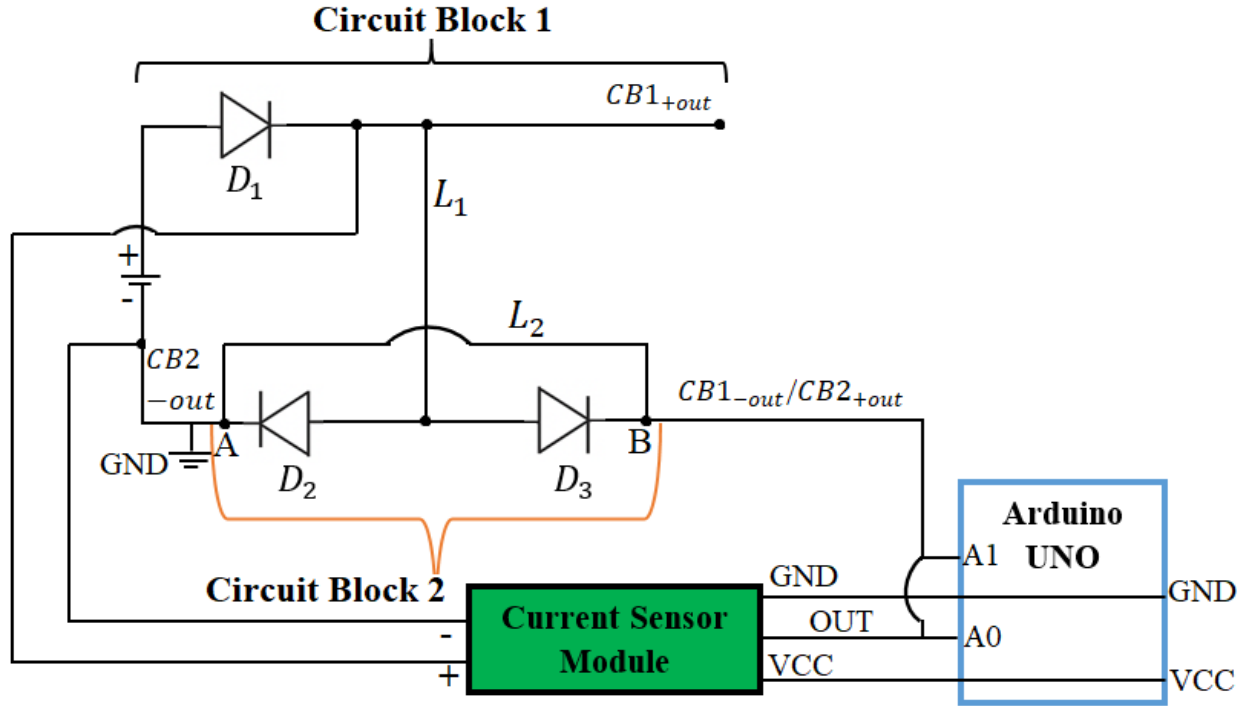 Circuit Block 1
CB1+out
D1
L1
+
-
L2
CB2
-out
CB1-out/CB2+out
A
B
GND
D2
D3
Arduino
UNO
A1
Circuit Block 2
GND
GND
Current Sensor
Module
-
+
OUT
A0
VCC
VCC